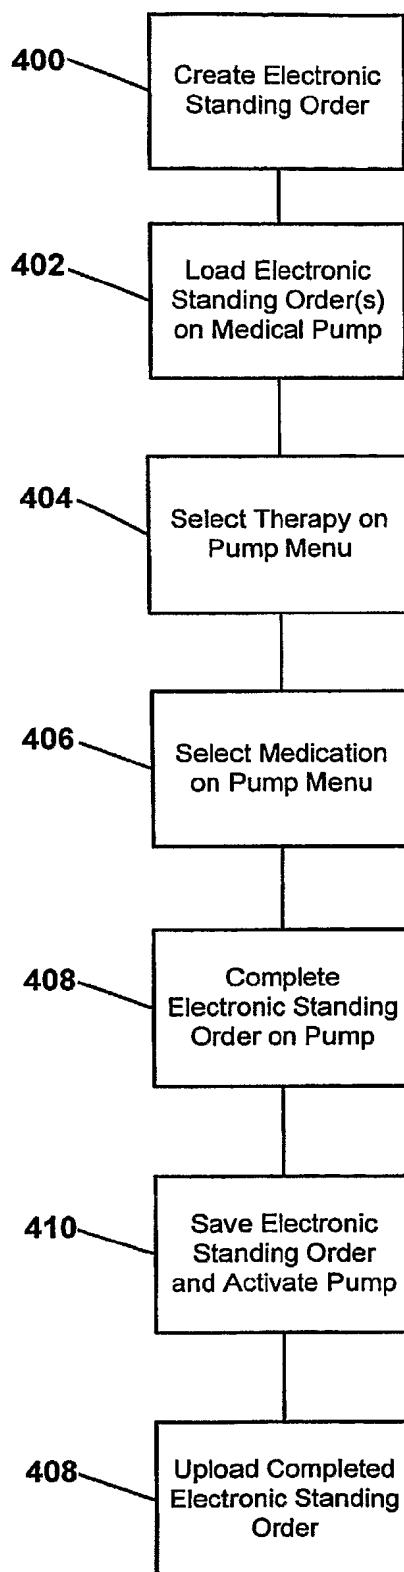 400
Create Electronic
Standing Order
402
Load Electronic
Standing Order(s)
on Medical Pump
404
Select Therapy on
Pump Menu
406
Select Medication
on Pump Menu
408
Complete
Electronic Standing
Order on Pump
410
Save Electronic
Standing Order
and Activate Pump
408
Upload Completed
Electronic Standing
Order